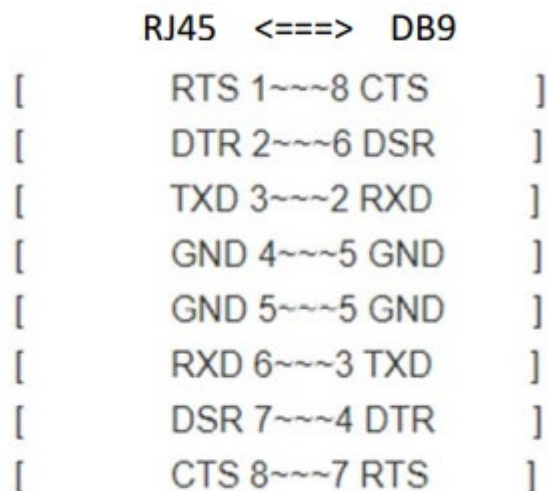 RJ45 <===> DB9
[ RTS 1~~~8 CTS ]
[ DTR 2~~~6 DSR ]
[ TXD 3~~~2 RXD ]
[ GND 4~~~5 GND ]
[ GND 5~~~5 GND ]
[ RXD 6~~~3 TXD ]
[ DSR 7~~~4 DTR ]
[ CTS 8~~~7 RTS ]